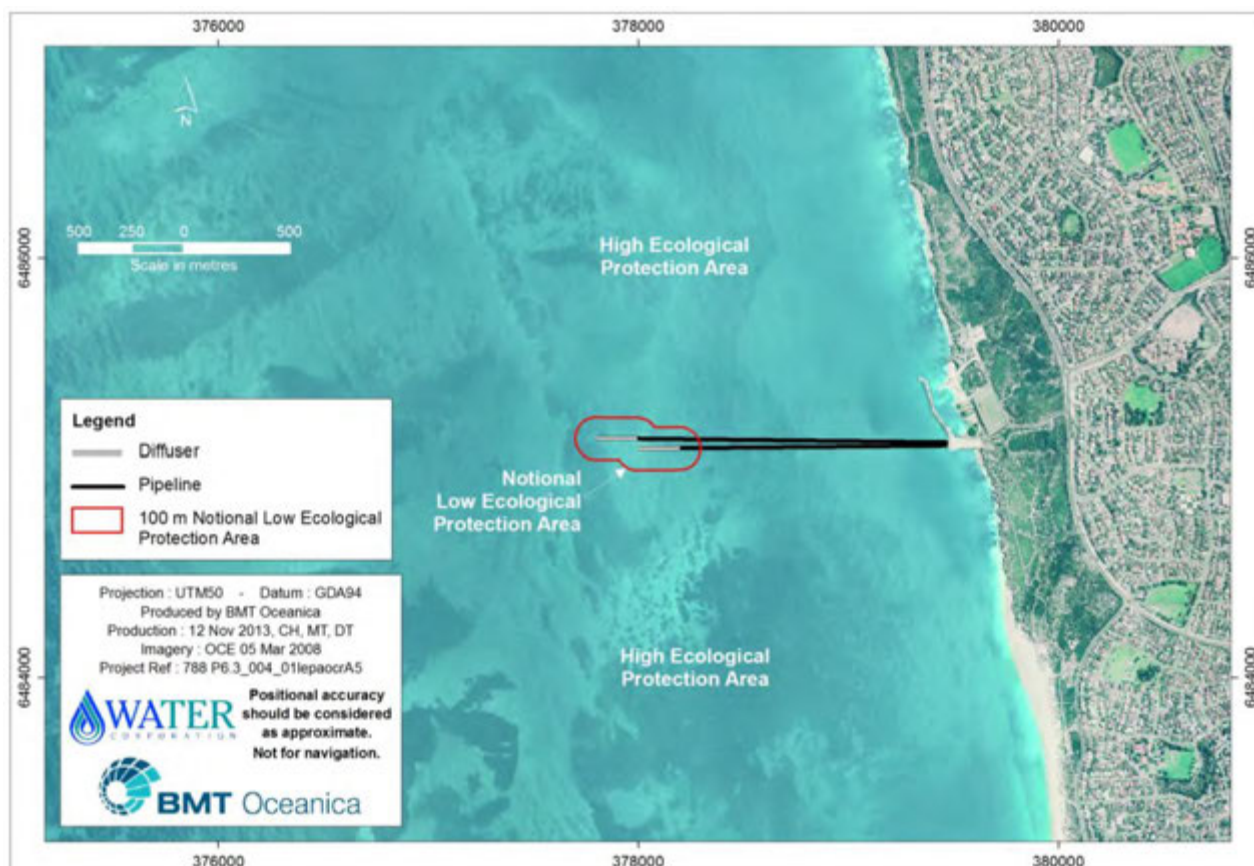 376000
378000
380000
N
500 250 0 500
Scale in metres
6486000
6486000
High Ecological
Protection Area
Legend
Diffuser
Pipeline
100 m Notional Low Ecological
Protection Area
Notional
Low Ecological
Protection Area
Projection : UTM50 - Datum : GDA94
Produced by BMT Oceanica
Production : 12 Nov 2013, CH, MT, DT
Imagery : OCE 05 Mar 2008
Project Ref : 788 P6.3_004_01lepaocrA5
WATER
CORPORATION
Positional accuracy
should be considered
as approximate.
Not for navigation.
BMT Oceanica
High Ecological
Protection Area
6484000
6484000
376000
378000
380000